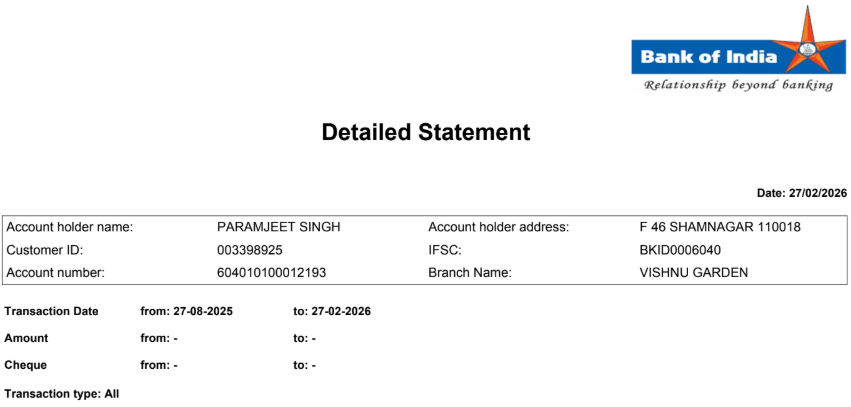 Bank of India
Relationship beyond banking
Detailed Statement
Date: 27/02/2026
Account holder name: PARAMJEET SINGH Account holder address: F 46 SHAMNAGAR 110018
Customer ID: 003398925 IFSC: BKID0006040
Account number: 604010100012193 Branch Name: VISHNU GARDEN
Transaction Date from: 27-08-2025 to: 27-02-2026
Amount from: - to: -
Cheque from: - to: -
Transaction type: All